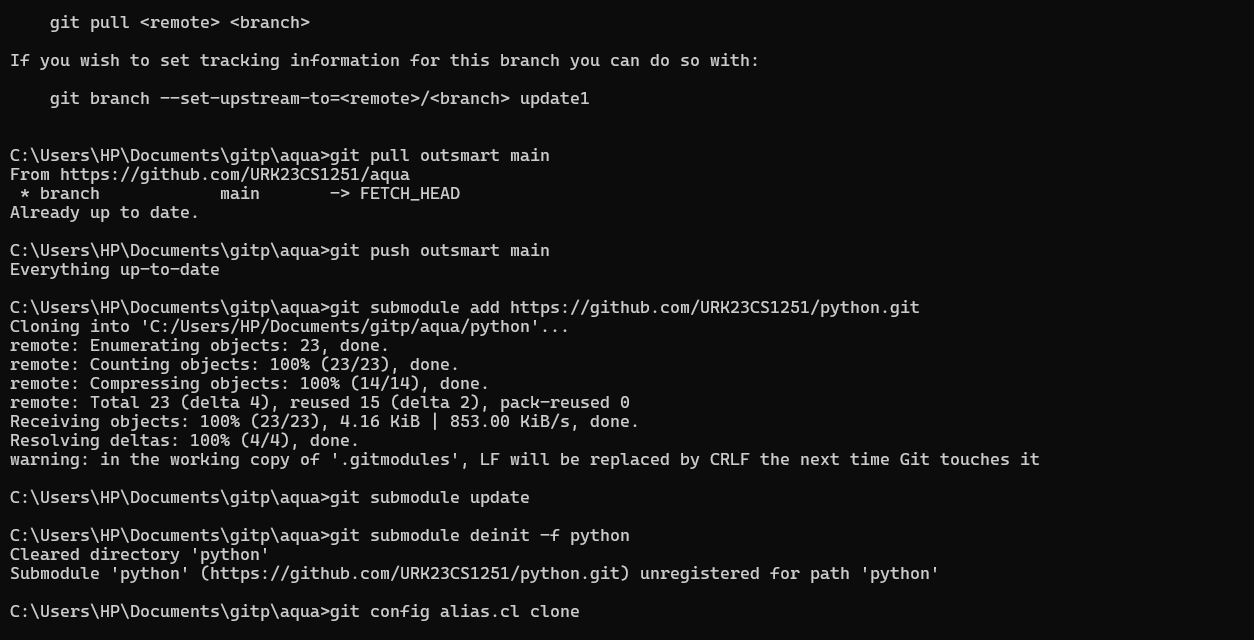 git pull <remote> <branch>
If you wish to set tracking information for this branch you can do so with:
git branch --set-upstream-to=<remote>/<branch> update1
C:\Users\HP\Documents\gitp\aqua>git pull outsmart main
From https://github.com/URK23CS1251/aqua
 * branch            main       -> FETCH_HEAD
Already up to date.
C:\Users\HP\Documents\gitp\aqua>git push outsmart main
Everything up-to-date
C:\Users\HP\Documents\gitp\aqua>git submodule add https://github.com/URK23CS1251/python.git
Cloning into 'C:/Users/HP/Documents/gitp/aqua/python'...
remote: Enumerating objects: 23, done.
remote: Counting objects: 100% (23/23), done.
remote: Compressing objects: 100% (14/14), done.
remote: Total 23 (delta 4), reused 15 (delta 2), pack-reused 0
Receiving objects: 100% (23/23), 4.16 KiB | 853.00 KiB/s, done.
Resolving deltas: 100% (4/4), done.
warning: in the working copy of '.gitmodules', LF will be replaced by CRLF the next time Git touches it
C:\Users\HP\Documents\gitp\aqua>git submodule update
C:\Users\HP\Documents\gitp\aqua>git submodule deinit -f python
Cleared directory 'python'
Submodule 'python' (https://github.com/URK23CS1251/python.git) unregistered for path 'python'
C:\Users\HP\Documents\gitp\aqua>git config alias.cl clone